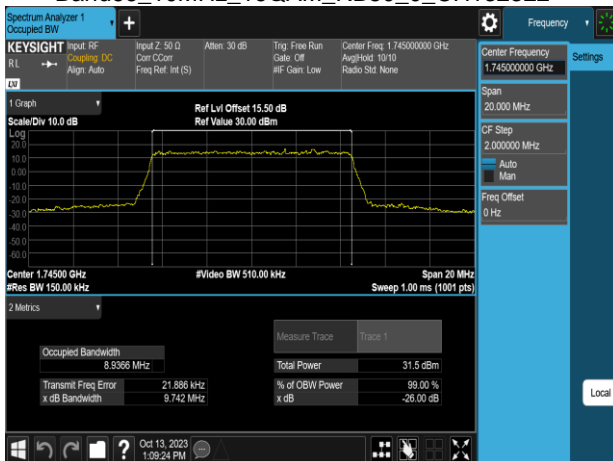 Spectrum Analyzer 1
Occupied BW
Frequency
KEYSIGHT
Input: RF
Coupling: DC
Align: Auto
Input Z: 50 Ω
Corr CCorr
Freq Ref: Int (S)
Atten: 30 dB
Trig: Free Run
Gate: Off
#IF Gain: Low
Center Freq: 1.745000000 GHz
Avg|Hold: 10/10
Radio Std: None
RL
LXI
Center Frequency
1.745000000 GHz
Settings
Span
20.000 MHz
CF Step
2.000000 MHz
Auto
Man
Freq Offset
0 Hz
1 Graph
Scale/Div 10.0 dB
Ref Lvl Offset 15.50 dB
Ref Value 30.00 dBm
Log
20.0
10.0
0.00
-10.0
-20.0
-30.0
-40.0
-50.0
-60.0
Center 1.74500 GHz
#Video BW 510.00 kHz
Span 20 MHz
#Res BW 150.00 kHz
Sweep 1.00 ms (1001 pts)
2 Metrics
Measure Trace
Trace 1
Occupied Bandwidth
8.9366 MHz
Total Power
31.5 dBm
Transmit Freq Error
21.886 kHz
% of OBW Power
99.00 %
x dB Bandwidth
9.742 MHz
x dB
-26.00 dB
Local
Oct 13, 2023
1:09:24 PM